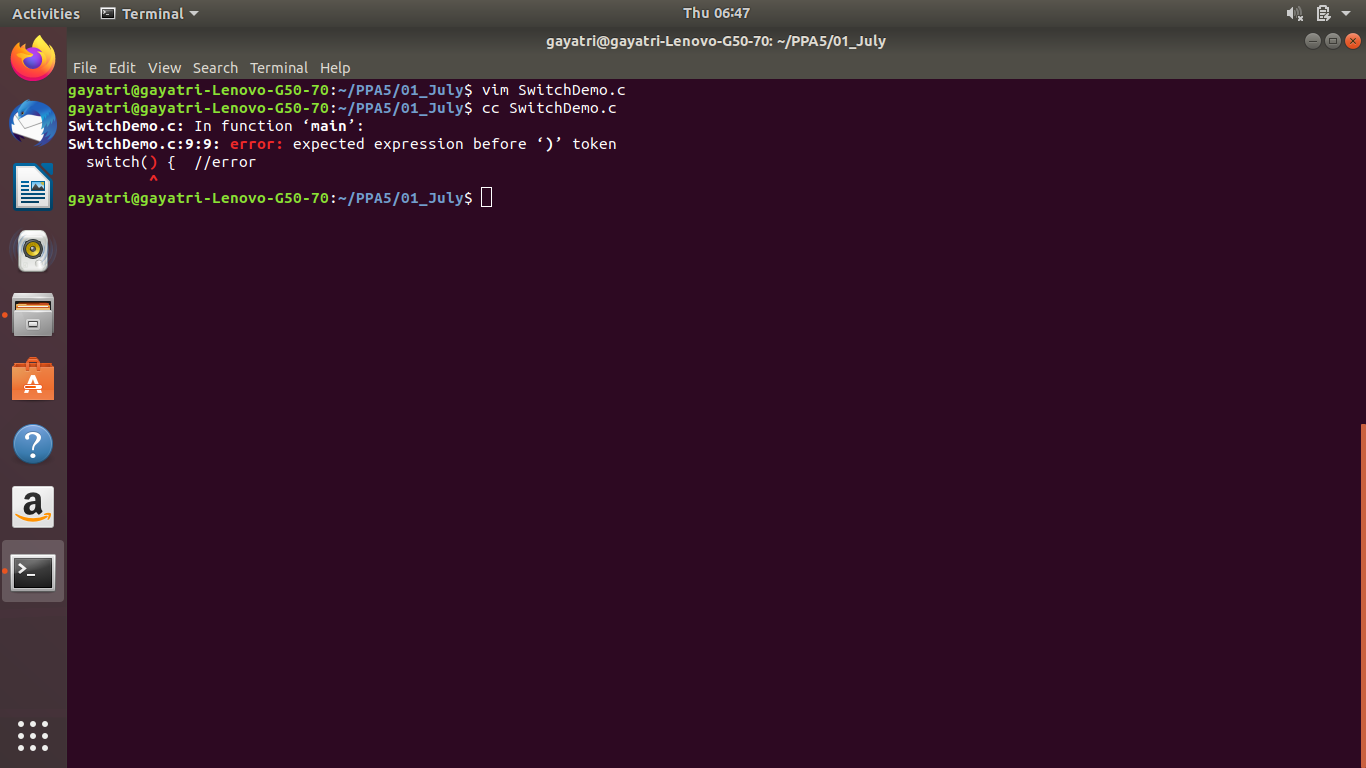 Activities
Terminal
Thu 06:47
gayatri@gayatri-Lenovo-G50-70: ~/PPA5/01_July
File Edit View Search Terminal Help
gayatri@gayatri-Lenovo-G50-70:~/PPA5/01_July$ vim SwitchDemo.c
gayatri@gayatri-Lenovo-G50-70:~/PPA5/01_July$ cc SwitchDemo.c
SwitchDemo.c: In function ‘main’:
SwitchDemo.c:9:9: error: expected expression before ‘)’ token
  switch() {  //error
         ^
gayatri@gayatri-Lenovo-G50-70:~/PPA5/01_July$